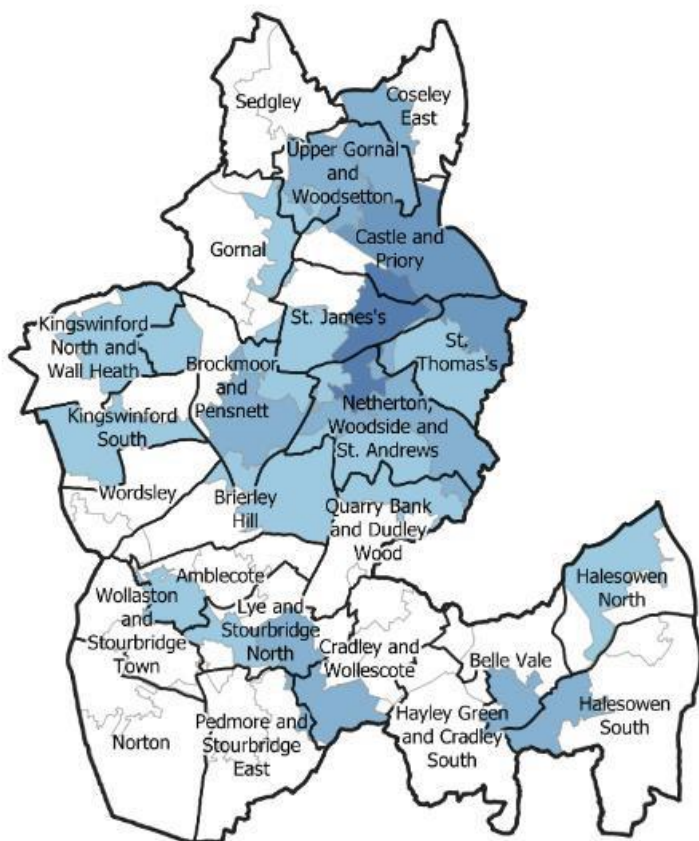 Sedgley
Coseley
East
Upper Gornal
and
Woodsetton
Castle and
Priory
Gornal
St. James's
St.
Thomas's
Kingswinford
North and
Wall Heath
Brockmoor
and
Pensnett
Netherton,
Woodside and
St. Andrews
Kingswinford
South
Wordsley
Brierley
Hill
Quarry Bank
and Dudley
Wood
Halesowen
North
Amblecote
Wollaston
and
Stourbridge
Town
Lye and
Stourbridge
North
Cradley and
Wollescote
Belle Vale
Halesowen
South
Hayley Green
and Cradley
South
Norton
Pedmore and
Stourbridge
East